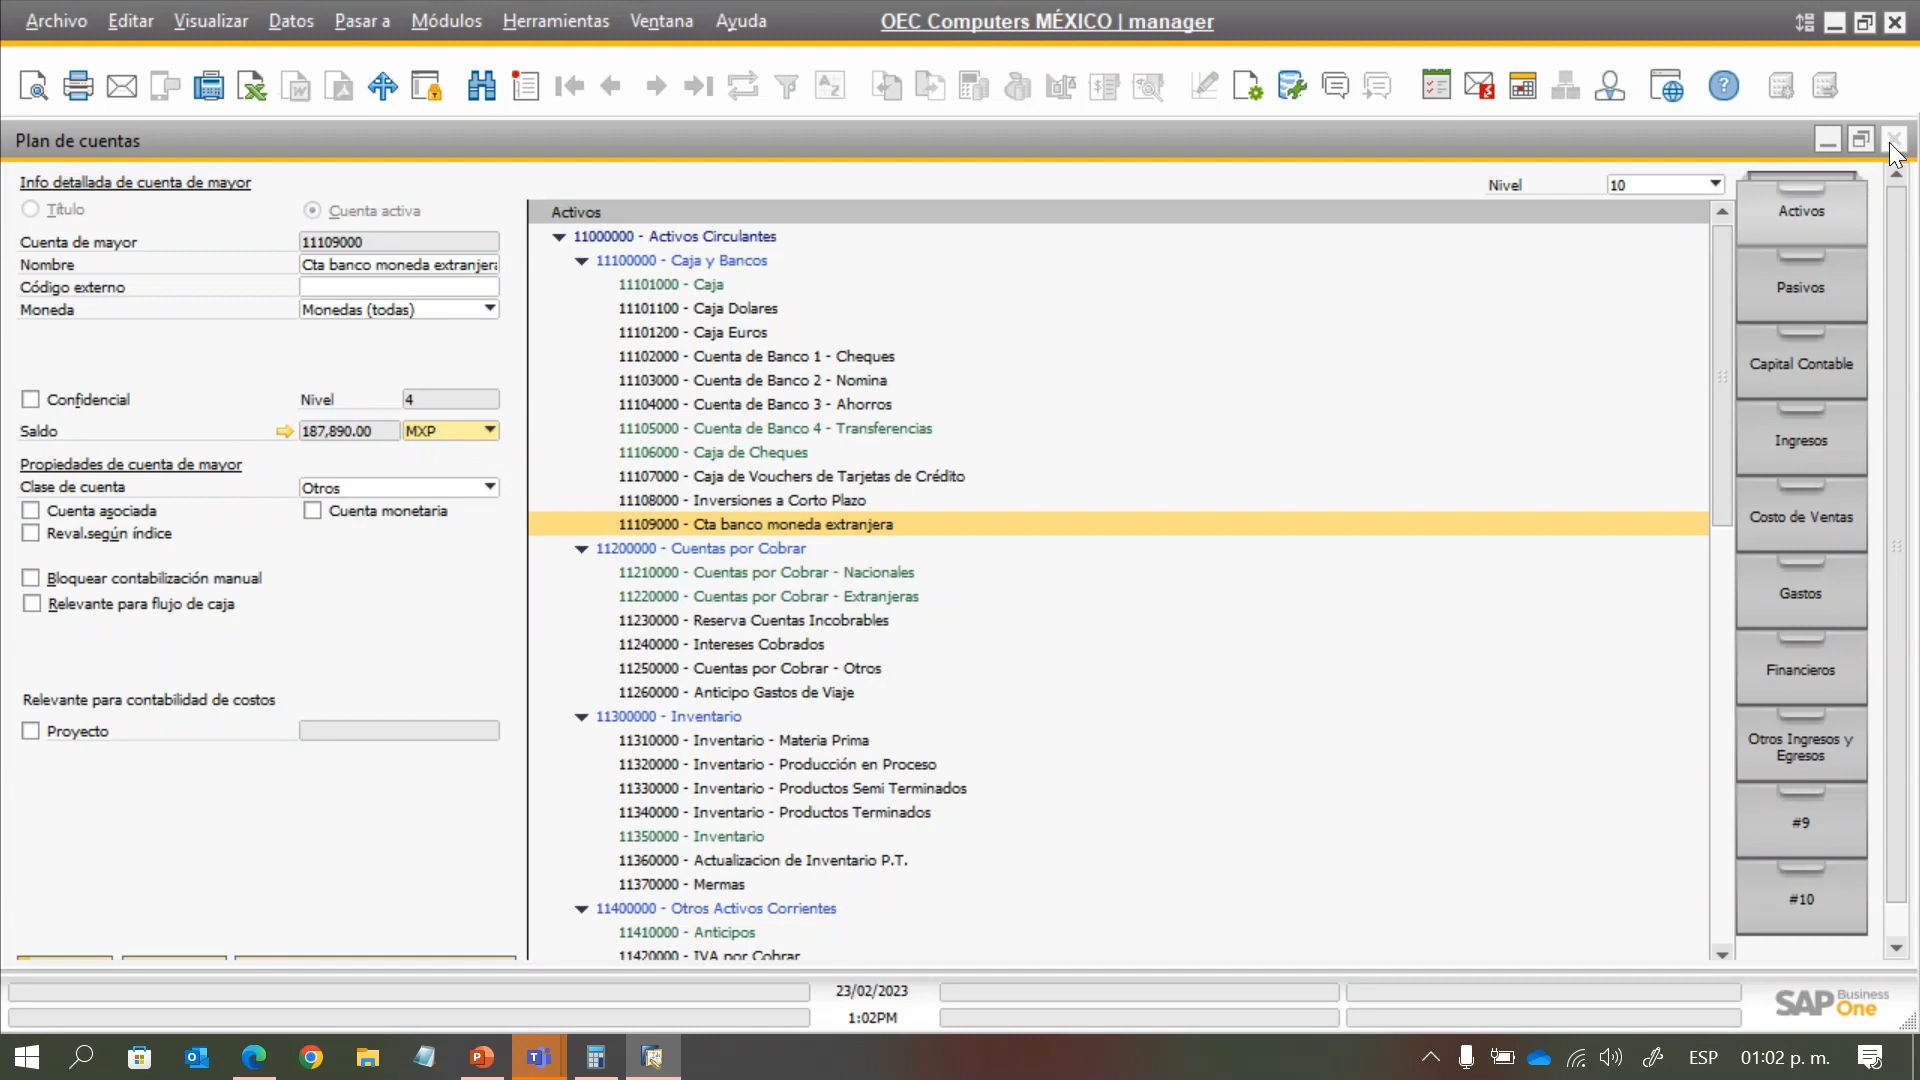 Archivo Editar Visualizar Datos Pasar a Módulos Herramientas Ventana Ayuda OEC Computers MÉXICO | manager
Plan de cuentas
Info detallada de cuenta de mayor
Título Cuenta activa
Cuenta de mayor 11109000
Nombre Cta banco moneda extranjera
Código externo
Moneda Monedas (todas)
Confidencial Nivel 4
Saldo 187,890.00 MXP
Propiedades de cuenta de mayor
Clase de cuenta Otros
Cuenta asociada Cuenta monetaria
Reval.según índice
Bloquear contabilización manual
Relevante para flujo de caja
Relevante para contabilidad de costos
Proyecto
Nivel 10
Activos
11000000 - Activos Circulantes
11100000 - Caja y Bancos
11101000 - Caja
11101100 - Caja Dolares
11101200 - Caja Euros
11102000 - Cuenta de Banco 1 - Cheques
11103000 - Cuenta de Banco 2 - Nomina
11104000 - Cuenta de Banco 3 - Ahorros
11105000 - Cuenta de Banco 4 - Transferencias
11106000 - Caja de Cheques
11107000 - Caja de Vouchers de Tarjetas de Crédito
11108000 - Inversiones a Corto Plazo
11109000 - Cta banco moneda extranjera
11200000 - Cuentas por Cobrar
11210000 - Cuentas por Cobrar - Nacionales
11220000 - Cuentas por Cobrar - Extranjeras
11230000 - Reserva Cuentas Incobrables
11240000 - Intereses Cobrados
11250000 - Cuentas por Cobrar - Otros
11260000 - Anticipo Gastos de Viaje
11300000 - Inventario
11310000 - Inventario - Materia Prima
11320000 - Inventario - Producción en Proceso
11330000 - Inventario - Productos Semi Terminados
11340000 - Inventario - Productos Terminados
11350000 - Inventario
11360000 - Actualizacion de Inventario P.T.
11370000 - Mermas
11400000 - Otros Activos Corrientes
11410000 - Anticipos
11420000 - IVA por Cobrar
Activos
Pasivos
Capital Contable
Ingresos
Costo de Ventas
Gastos
Financieros
Otros Ingresos y
Egresos
#9
#10
23/02/2023
1:02PM
SAP Business
One
ESP 01:02 p. m.